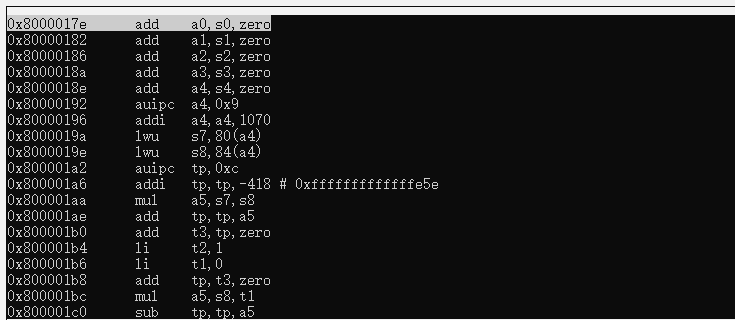 0x8000017e add a0,s0,zero
0x80000182 add a1,s1,zero
0x80000186 add a2,s2,zero
0x8000018a add a3,s3,zero
0x8000018e add a4,s4,zero
0x80000192 auipc a4,0x9
0x80000196 addi a4,a4,1070
0x8000019a lwu s7,80(a4)
0x8000019e lwu s8,84(a4)
0x800001a2 auipc tp,0xc
0x800001a6 addi tp,tp,-418 # 0xfffffffffffffe5e
0x800001aa mul a5,s7,s8
0x800001ae add tp,tp,a5
0x800001b0 add t3,tp,zero
0x800001b4 li t2,1
0x800001b6 li t1,0
0x800001b8 add tp,t3,zero
0x800001bc mul a5,s8,t1
0x800001c0 sub tp,tp,a5